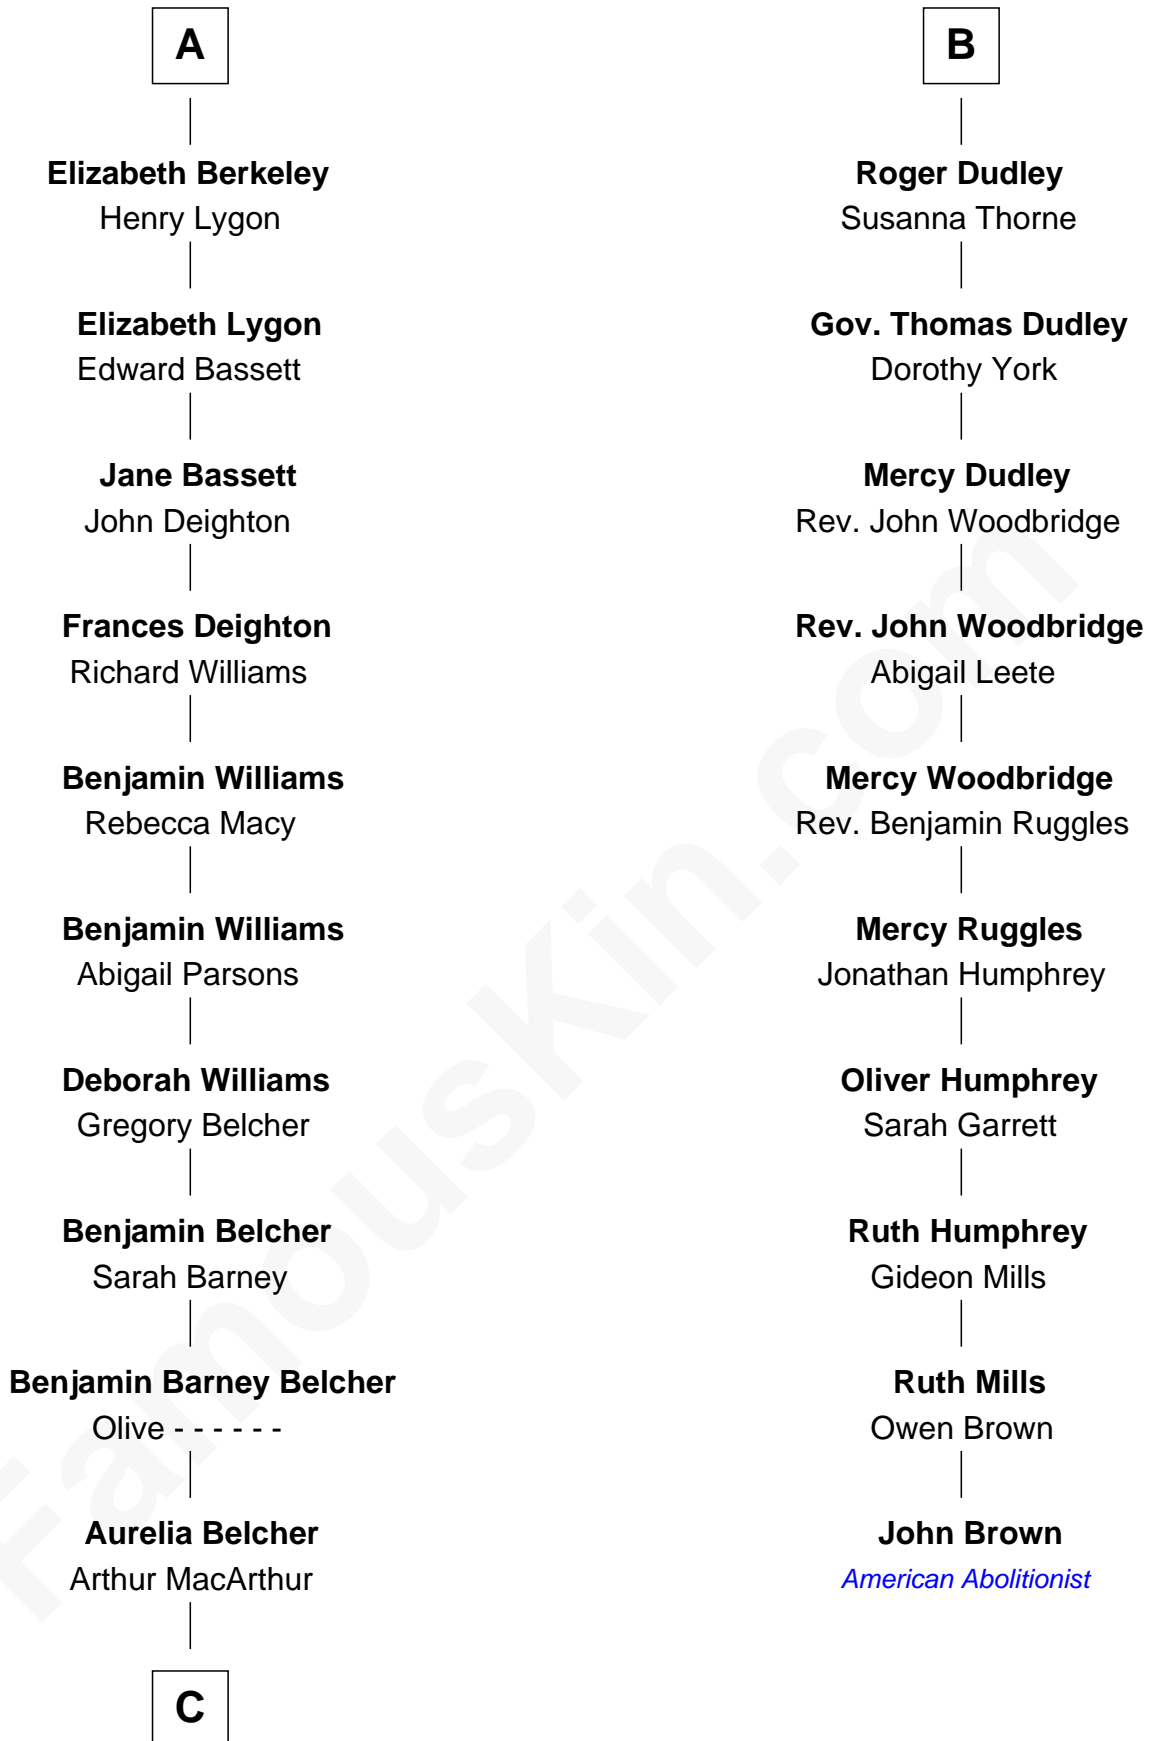 A
Elizabeth Berkeley
Henry Lygon
Elizabeth Lygon
Edward Bassett
Jane Bassett
John Deighton
Frances Deighton
Richard Williams
Benjamin Williams
Rebecca Macy
Benjamin Williams
Abigail Parsons
Deborah Williams
Gregory Belcher
Benjamin Belcher
Sarah Barney
Benjamin Barney Belcher
Olive - - - - - -
Aurelia Belcher
Arthur MacArthur
C
B
Roger Dudley
Susanna Thorne
Gov. Thomas Dudley
Dorothy York
Mercy Dudley
Rev. John Woodbridge
Rev. John Woodbridge
Abigail Leete
Mercy Woodbridge
Rev. Benjamin Ruggles
Mercy Ruggles
Jonathan Humphrey
Oliver Humphrey
Sarah Garrett
Ruth Humphrey
Gideon Mills
Ruth Mills
Owen Brown
John Brown
American Abolitionist
FamousKin.com